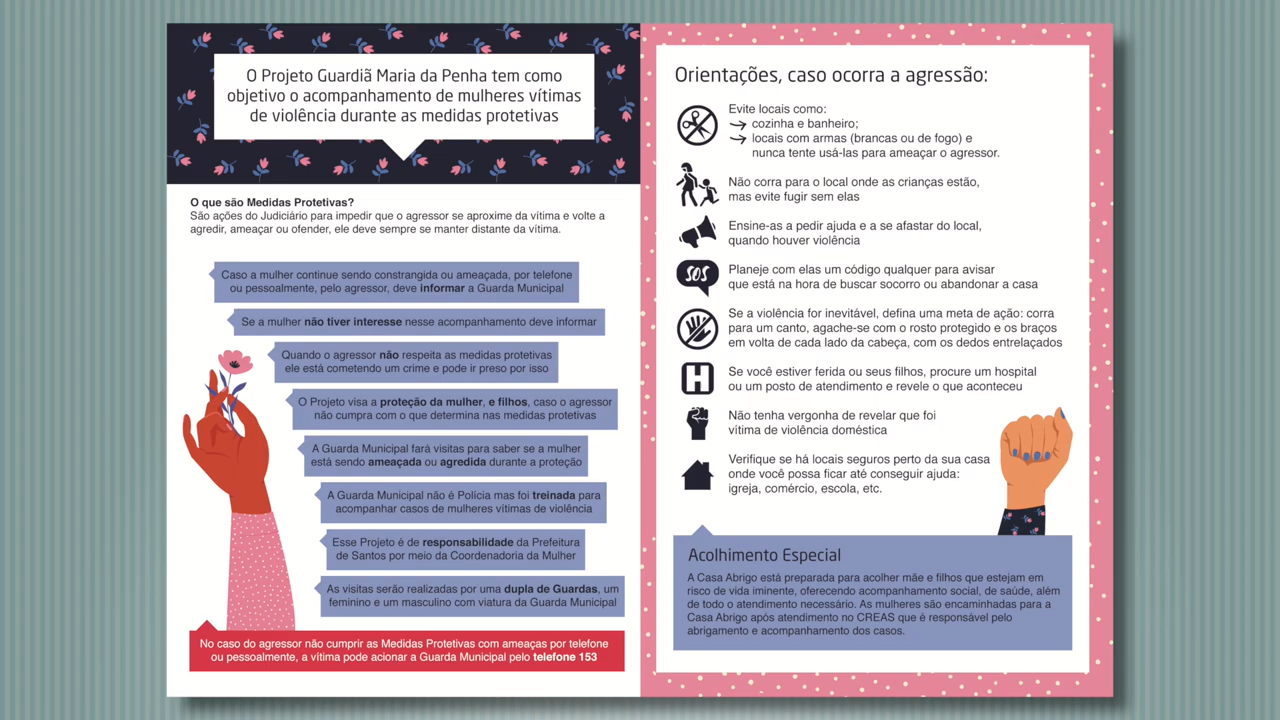 O Projeto Guardiã Maria da Penha tem como
objetivo o acompanhamento de mulheres vítimas
de violência durante as medidas protetivas
O que são Medidas Protetivas?
São ações do Judiciário para impedir que o agressor se aproxime da vítima e volte a
agredir, ameaçar ou ofender, ele deve sempre se manter distante da vítima.
Caso a mulher continue sendo constrangida ou ameaçada, por telefone
ou pessoalmente, pelo agressor, deve informar a Guarda Municipal
Se a mulher não tiver interesse nesse acompanhamento deve informar
Quando o agressor não respeita as medidas protetivas
ele está cometendo um crime e pode ir preso por isso
O Projeto visa a proteção da mulher, e filhos, caso o agressor
não cumpra com o que determina nas medidas protetivas
A Guarda Municipal fará visitas para saber se a mulher
está sendo ameaçada ou agredida durante a proteção
A Guarda Municipal não é Polícia mas foi treinada para
acompanhar casos de mulheres vítimas de violência
Esse Projeto é de responsabilidade da Prefeitura
de Santos por meio da Coordenadoria da Mulher
As visitas serão realizadas por uma dupla de Guardas, um
feminino e um masculino com viatura da Guarda Municipal
No caso do agressor não cumprir as Medidas Protetivas com ameaças por telefone
ou pessoalmente, a vítima pode acionar a Guarda Municipal pelo telefone 153
Orientações, caso ocorra a agressão:
Evite locais como:
cozinha e banheiro;
locais com armas (brancas ou de fogo) e
nunca tente usá-las para ameaçar o agressor.
Não corra para o local onde as crianças estão,
mas evite fugir sem elas
Ensine-as a pedir ajuda e a se afastar do local,
quando houver violência
SOS
Planeje com elas um código qualquer para avisar
que está na hora de buscar socorro ou abandonar a casa
Se a violência for inevitável, defina uma meta de ação: corra
para um canto, agache-se com o rosto protegido e os braços
em volta de cada lado da cabeça, com os dedos entrelaçados
H
Se você estiver ferida ou seus filhos, procure um hospital
ou um posto de atendimento e revele o que aconteceu
Não tenha vergonha de revelar que foi
vítima de violência doméstica
Verifique se há locais seguros perto da sua casa
onde você possa ficar até conseguir ajuda:
igreja, comércio, escola, etc.
Acolhimento Especial
A Casa Abrigo está preparada para acolher mãe e filhos que estejam em
risco de vida iminente, oferecendo acompanhamento social, de saúde, além
de todo o atendimento necessário. As mulheres são encaminhadas para a
Casa Abrigo após atendimento no CREAS que é responsável pelo
abrigamento e acompanhamento dos casos.